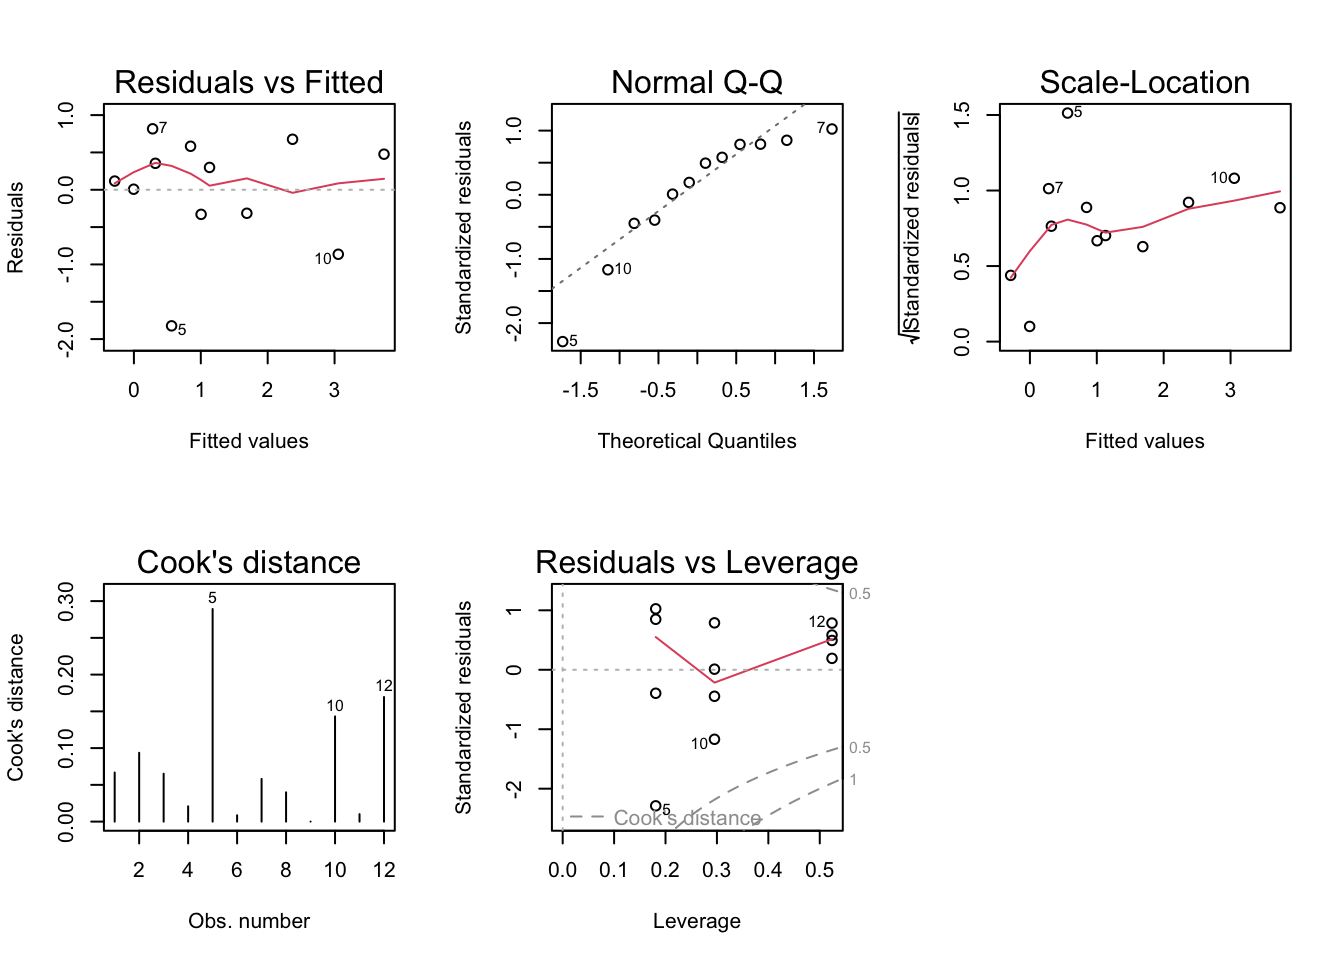 Residuals vs Fitted
Residuals
1.0
0.0
-1.0
-2.0
7
10
5
0 1 2 3
Fitted values
Normal Q-Q
Standardized residuals
1.0
0.0
-1.0
-2.0
7
10
5
-1.5 -0.5 0.5 1.5
Theoretical Quantiles
Scale-Location
√|Standardized residuals|
1.5
1.0
0.5
0.0
5
7
10
0 1 2 3
Fitted values
Cook's distance
Cook's distance
0.30
0.20
0.10
0.00
5
12
10
2 4 6 8 10 12
Obs. number
Residuals vs Leverage
Standardized residuals
1
0
-1
-2
0.5
12
10
0.5
1
5
Cook's distance
0.0 0.1 0.2 0.3 0.4 0.5
Leverage